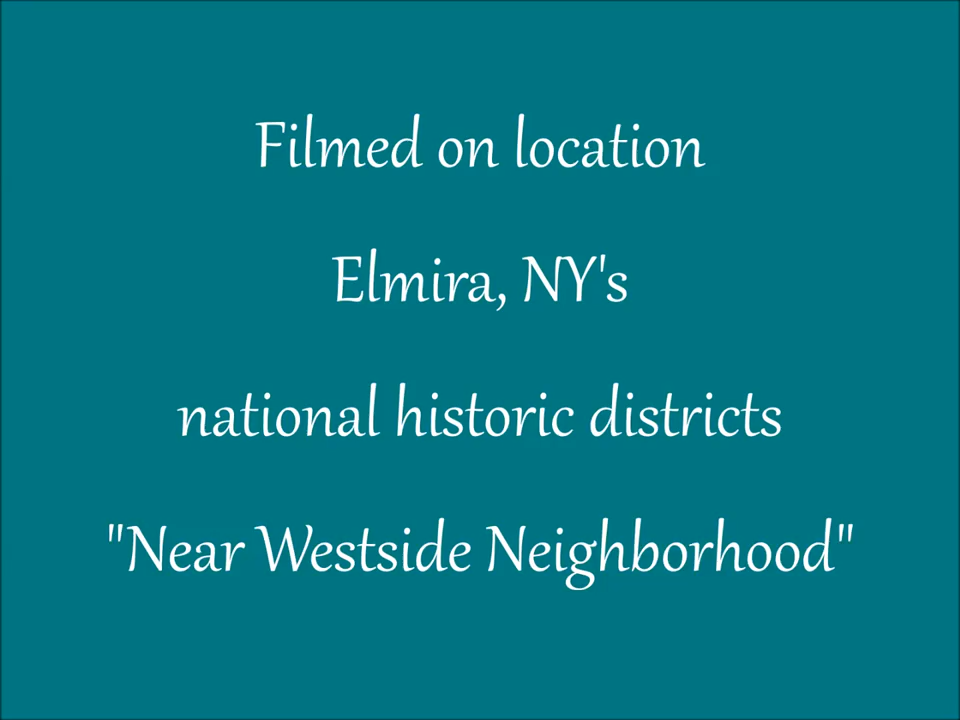 Filmed on location
Elmira, NY's
national historic districts
"Near Westside Neighborhood"